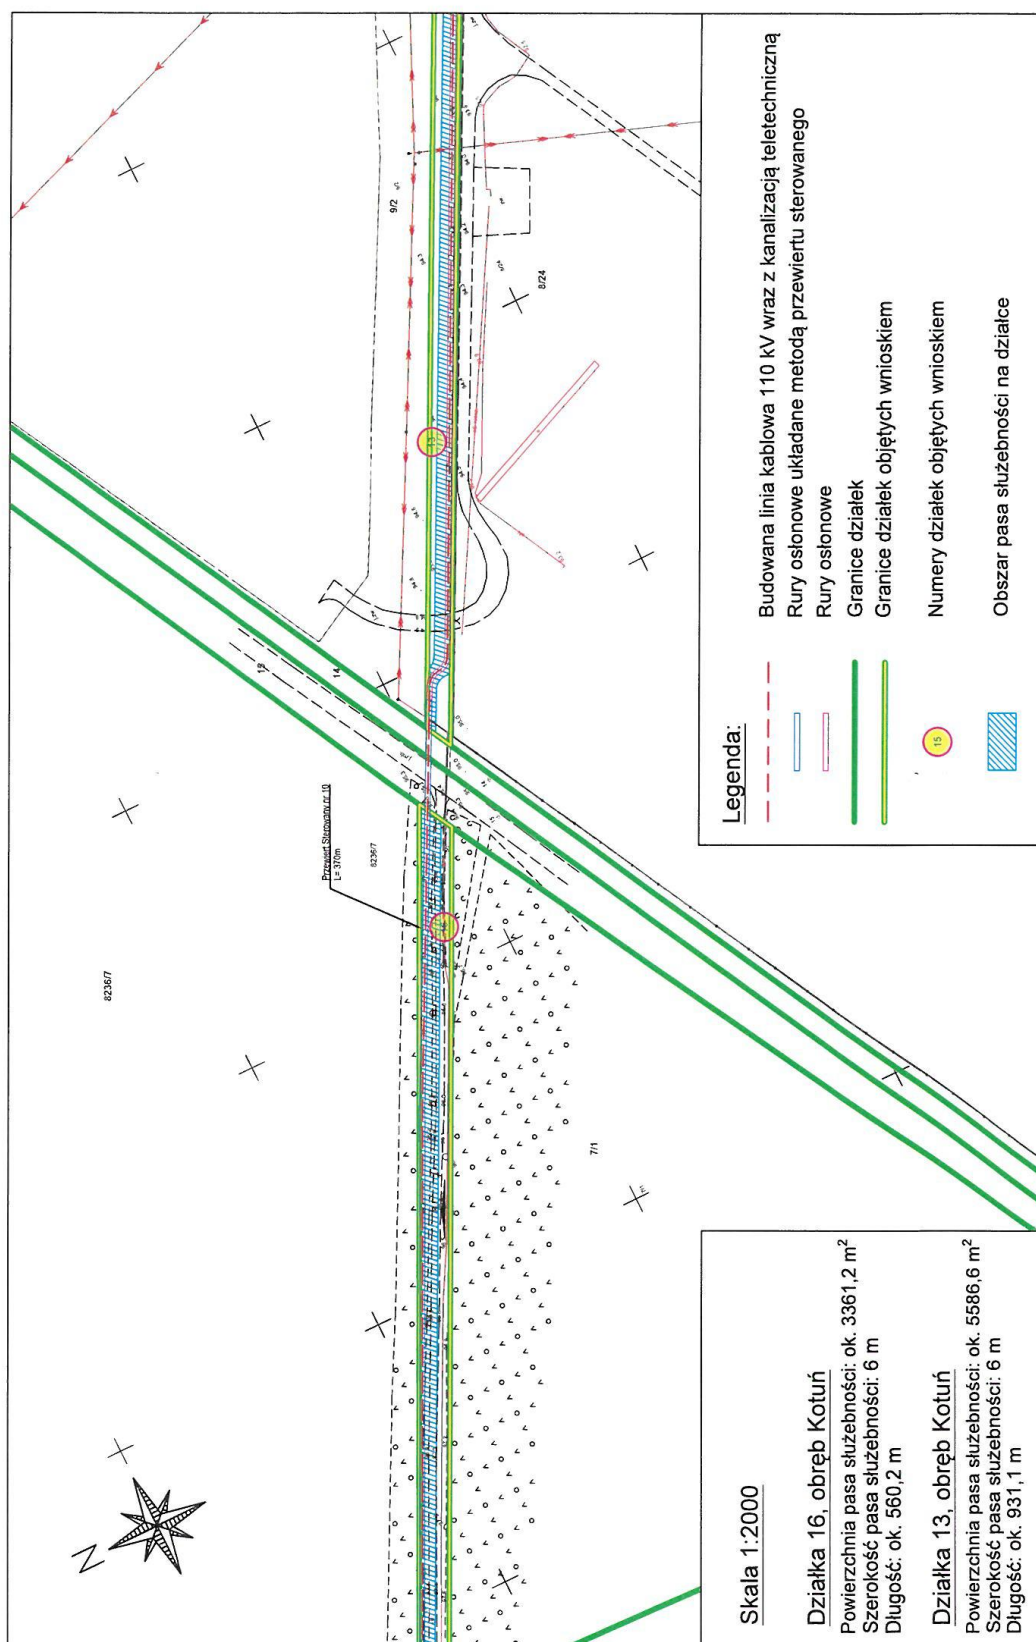 Legenda:
Budowana linia kablowa 110 kV wraz z kanalizacją teletechniczną
Rury osłonowe układane metodą przewiertu sterowanego
Rury osłonowe
Granice działek
Granice działek objętych wnioskiem
15
Numery działek objętych wnioskiem
Obszar pasa służebności na działce
Skala 1:2000
Działka 16, obręb Kotuń
Powierzchnia pasa służebności: ok. 3361,2 m²
Szerokość pasa służebności: 6 m
Długość: ok. 560,2 m
Działka 13, obręb Kotuń
Powierzchnia pasa służebności: ok. 5586,6 m²
Szerokość pasa służebności: 6 m
Długość: ok. 931,1 m
N
8236/7
Przewiert Sterowany nr 10
L= 370m
8236/7
16
7/1
7/1
14
13
9/2
8/24